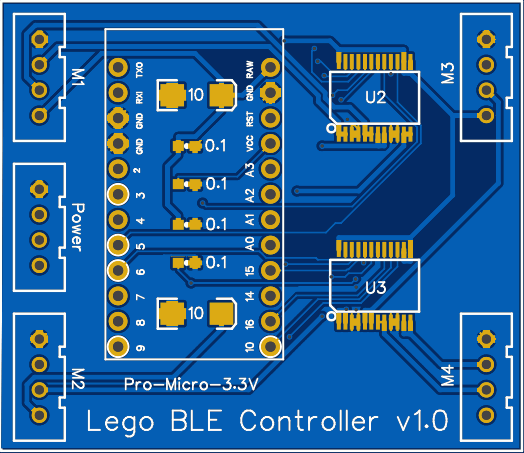 M1
TXO
RXI
GND
GND
2
3
4
5
6
7
8
9
RAW
GND
RST
VCC
A3
A2
A1
A0
15
14
16
10
10
0.1
0.1
0.1
0.1
10
U2
U3
M3
Power
M2
M4
Pro-Micro-3.3V
Lego BLE Controller v1.0